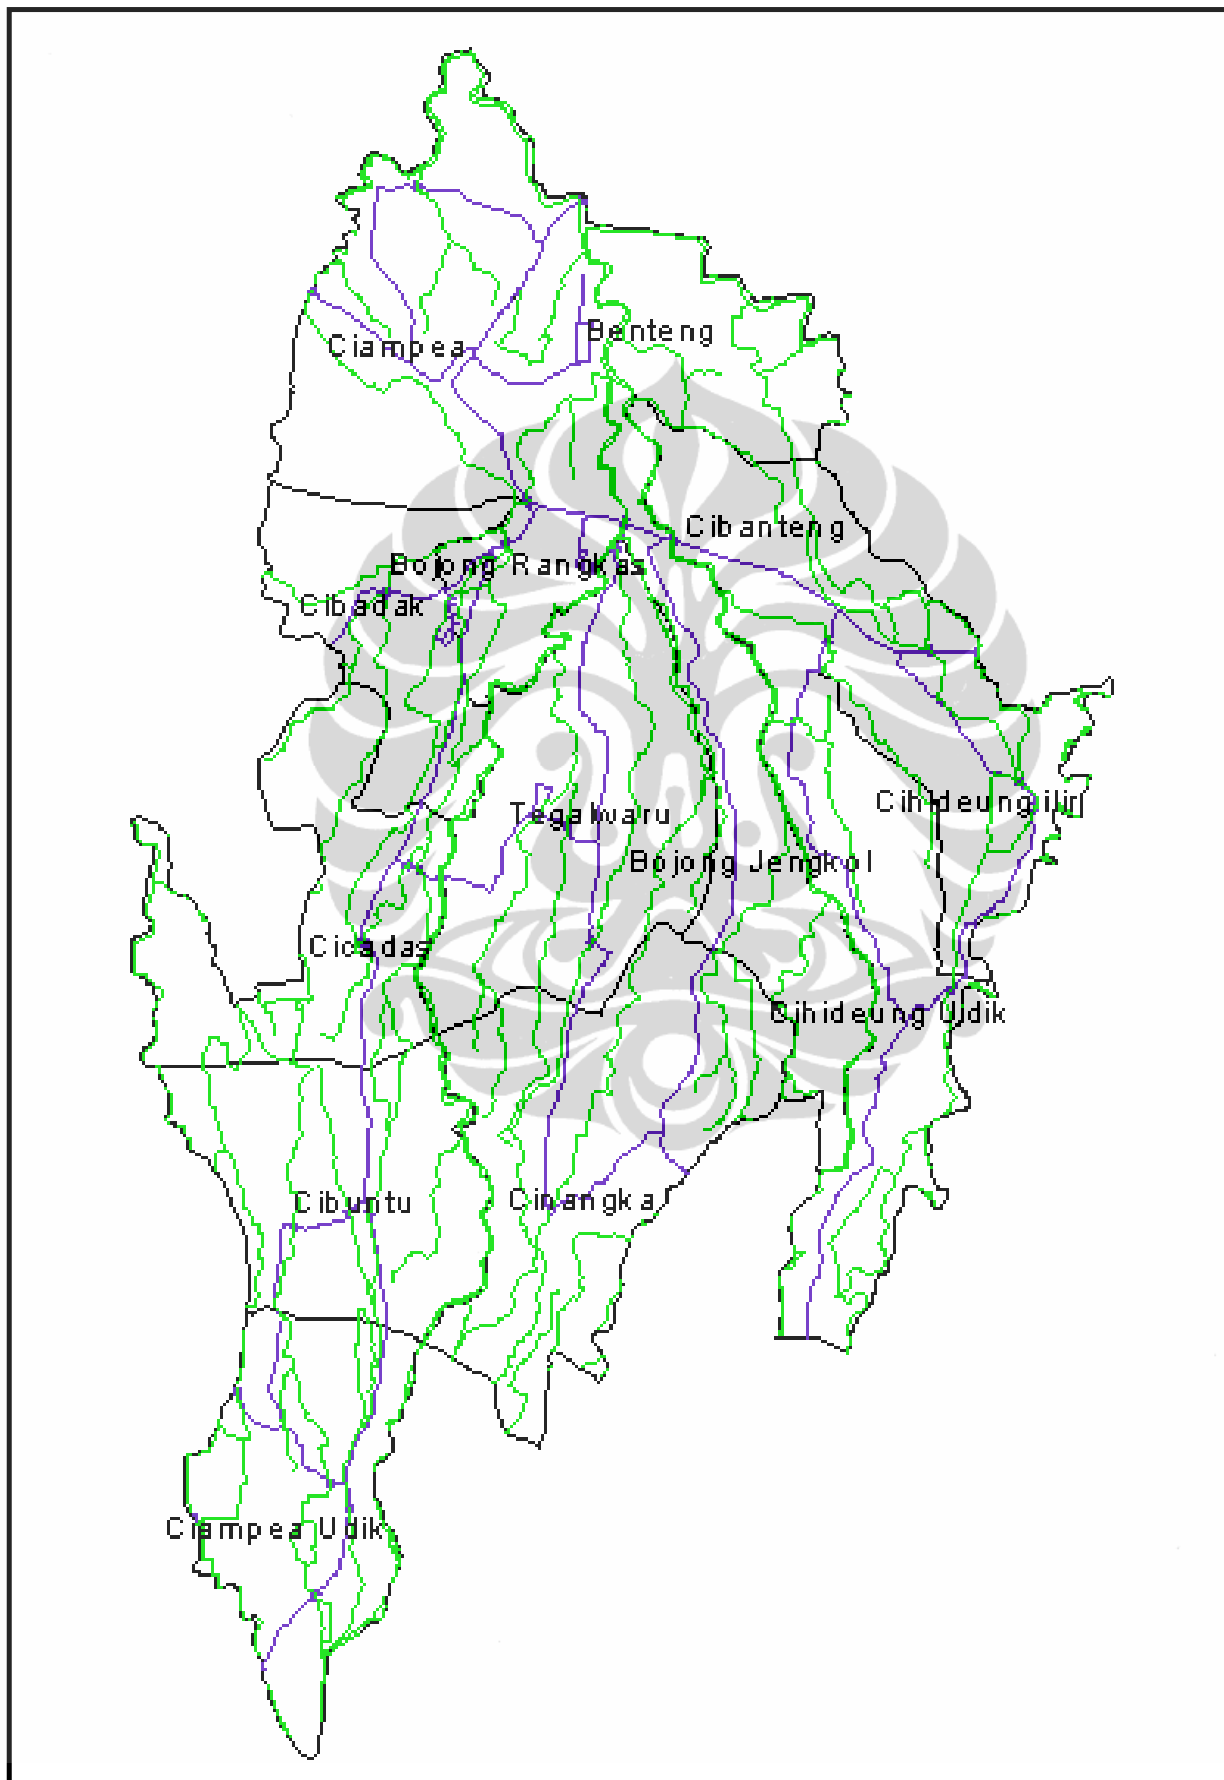 Benteng
Ciampea
Cibanteng
Bojong Rangkas
Cibadak
Cihideung ilir
Tegalwaru
Bojong Jengkol
Cicadas
Cihideung Udik
Cibuntu
Cinangka
Ciampea Udik